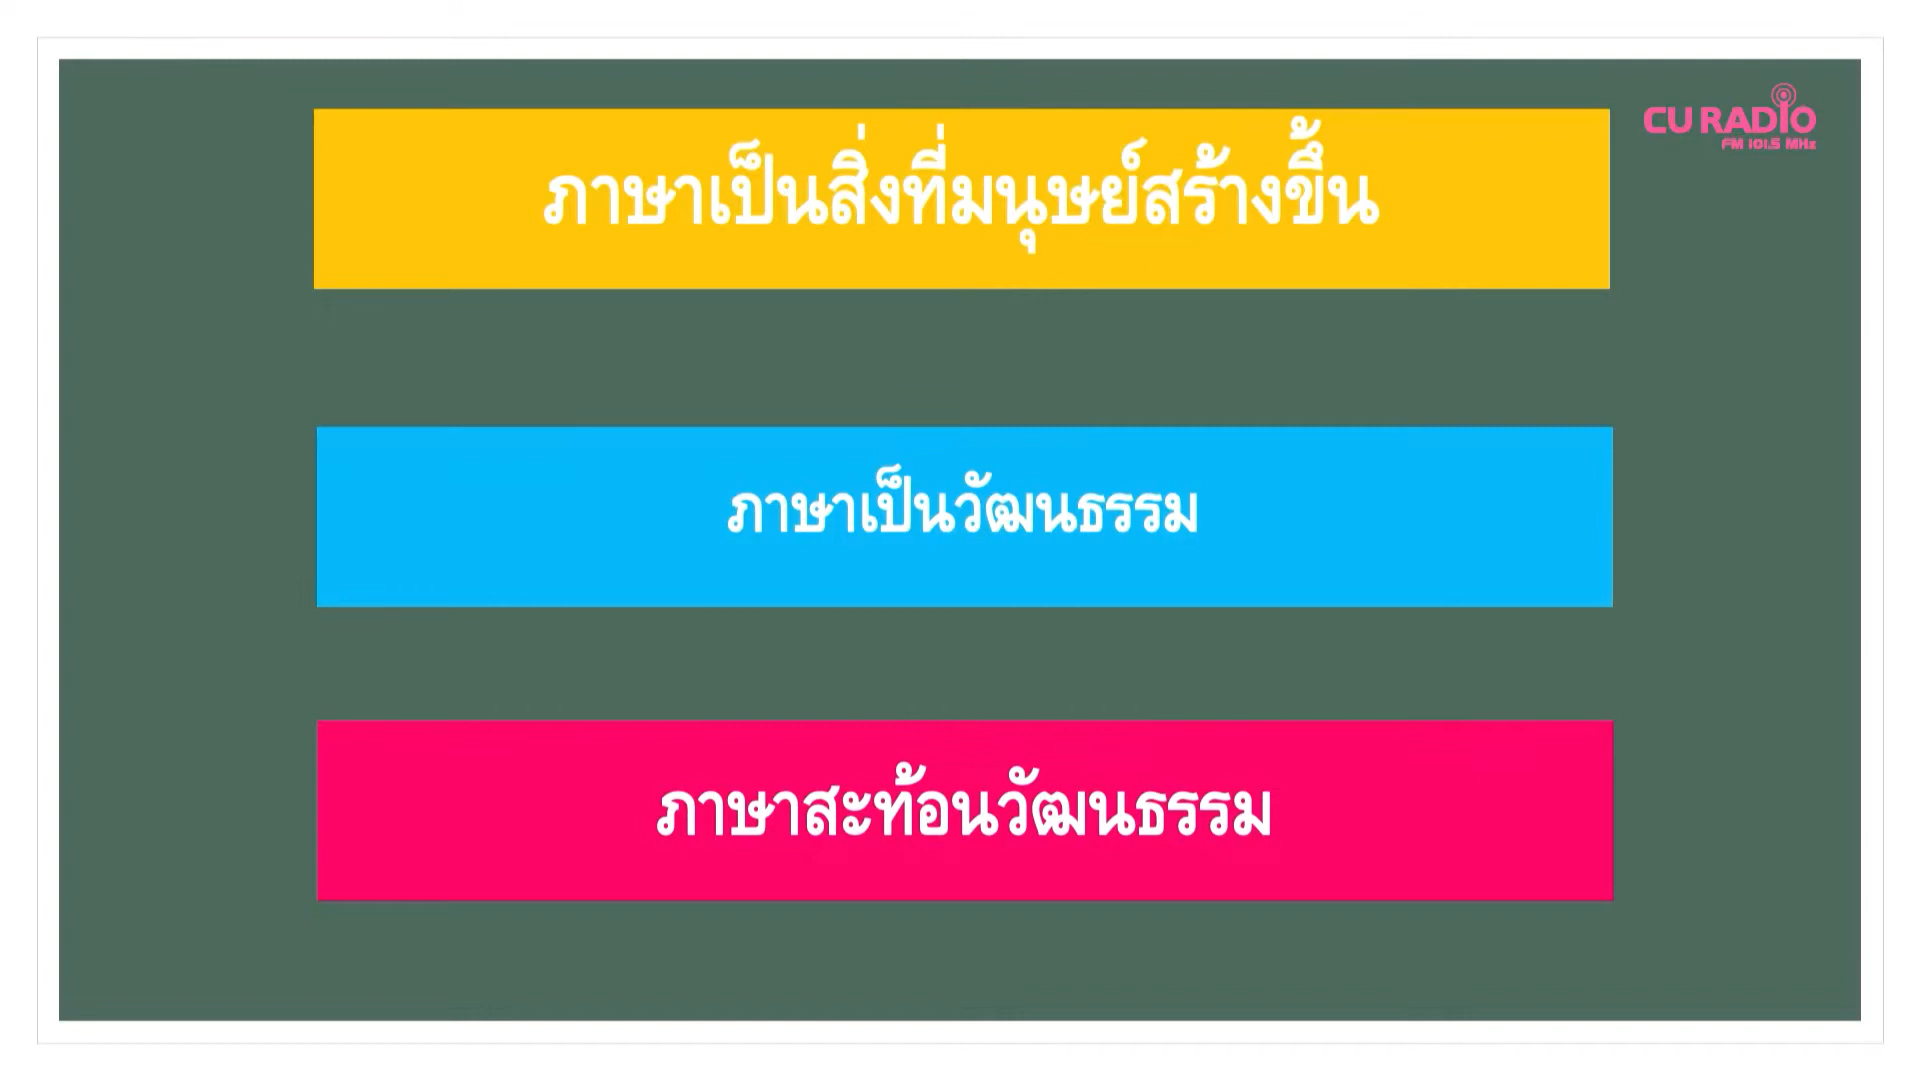 CU RADIO
FM 101.5 MHz
ภาษาเป็นสิ่งที่มนุษย์สร้างขึ้น
ภาษาเป็นวัฒนธรรม
ภาษาสะท้อนวัฒนธรรม